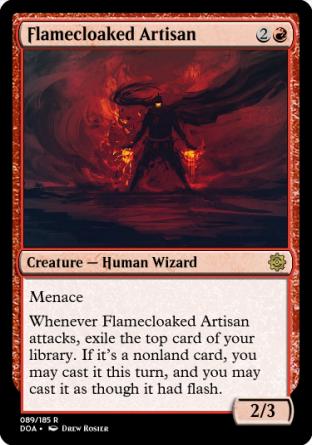 Flamecloaked Artisan 2
Creature — Human Wizard
Menace
Whenever Flamecloaked Artisan
attacks, exile the top card of your
library. If it's a nonland card, you
may cast it this turn, and you may
cast it as though it had flash.
2/3
089/185 R
DOA • Drew Rosier